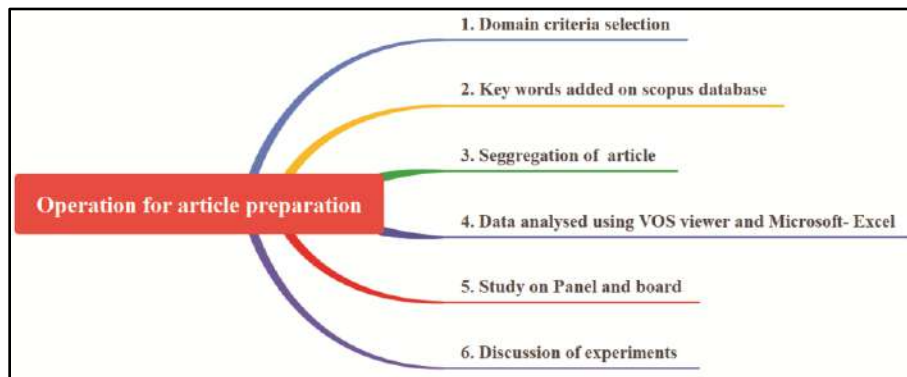 1. Domain criteria selection
2. Key words added on scopus database
3. Seggregation of article
Operation for article preparation
4. Data analysed using VOS viewer and Microsoft- Excel
5. Study on Panel and board
6. Discussion of experiments